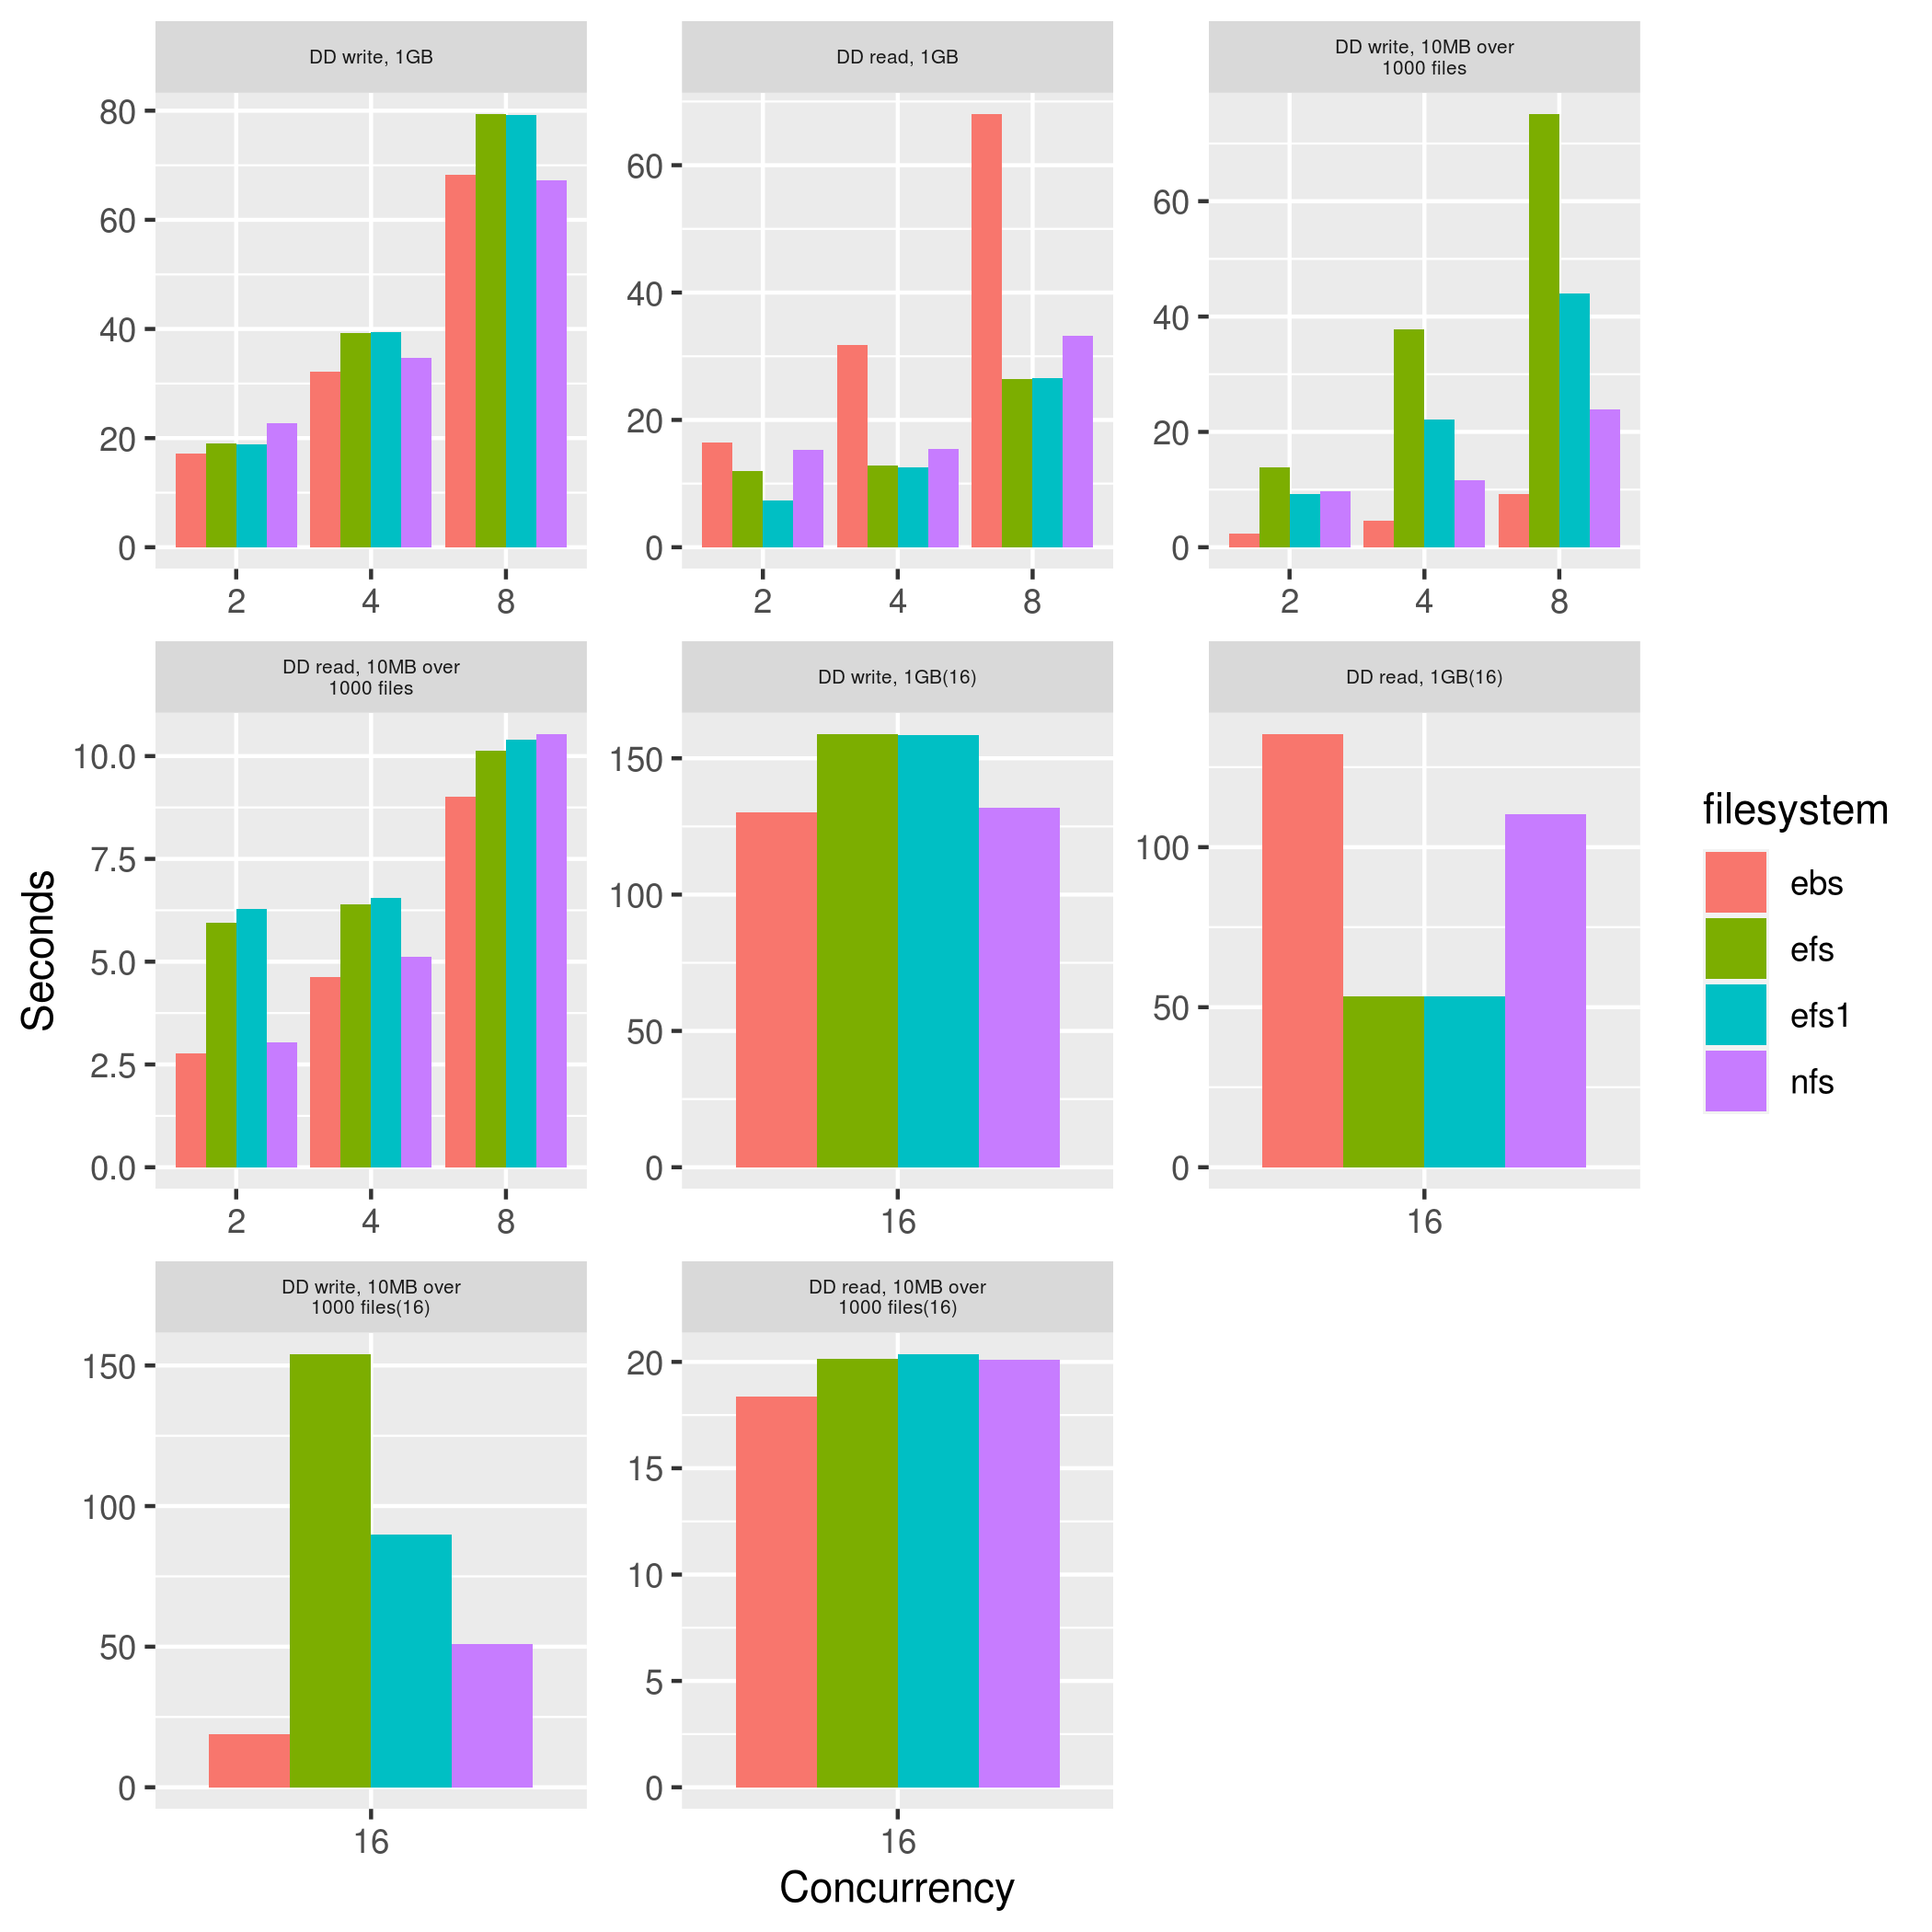 DD write, 1GB
80
60
40
20
0
2 4 8
DD read, 1GB
60
40
20
0
2 4 8
DD write, 10MB over
1000 files
60
40
20
0
2 4 8
Seconds
DD read, 10MB over
1000 files
10.0
7.5
5.0
2.5
0.0
2 4 8
DD write, 1GB(16)
150
100
50
0
16
DD read, 1GB(16)
100
50
0
16
filesystem
ebs
efs
efs1
nfs
DD write, 10MB over
1000 files(16)
150
100
50
0
16
DD read, 10MB over
1000 files(16)
20
15
10
5
0
16
Concurrency